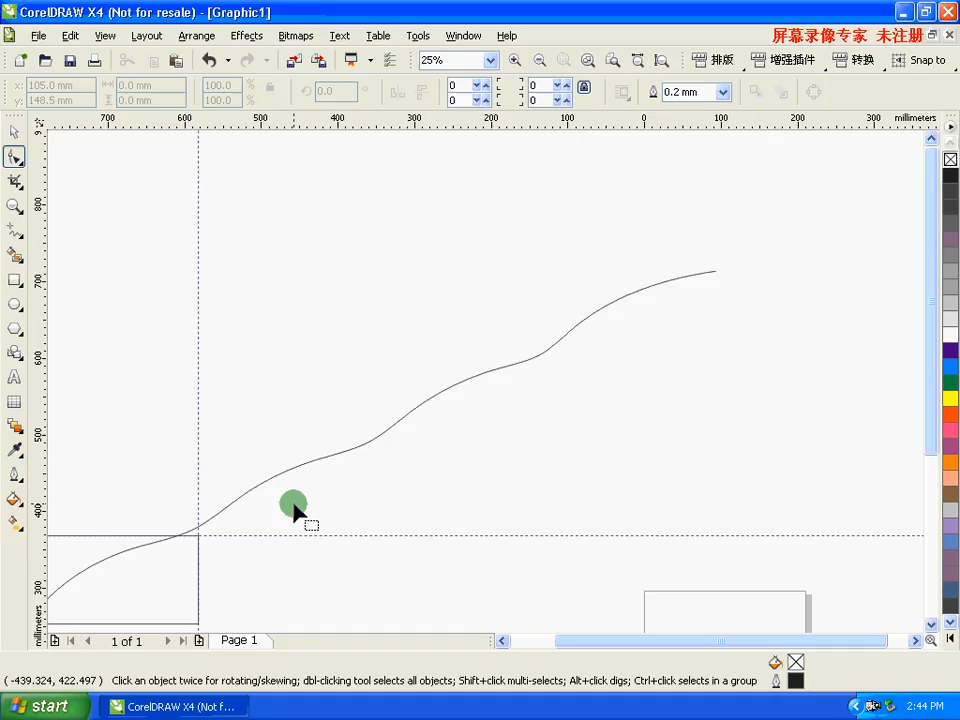 CorelDRAW X4 (Not for resale) - [Graphic1]
File Edit View Layout Arrange Effects Bitmaps Text Table Tools Window Help
屏幕录像专家 未注册
25% 排版 增强插件 转换 Snap to
x: 105.0 mm 0.0 mm 100.0 % 0.0 ° 0 0 0.2 mm
y: 148.5 mm 0.0 mm 100.0 % 0 0
700 600 500 400 300 200 100 0 100 200 300 millimeters
800
700
600
500
400
300
millimeters
1 of 1 Page 1
( -439.324, 422.497 ) Click an object twice for rotating/skewing; dbl-clicking tool selects all objects; Shift+click multi-selects; Alt+click digs; Ctrl+click selects in a group
start CorelDRAW X4 (Not f... 2:44 PM